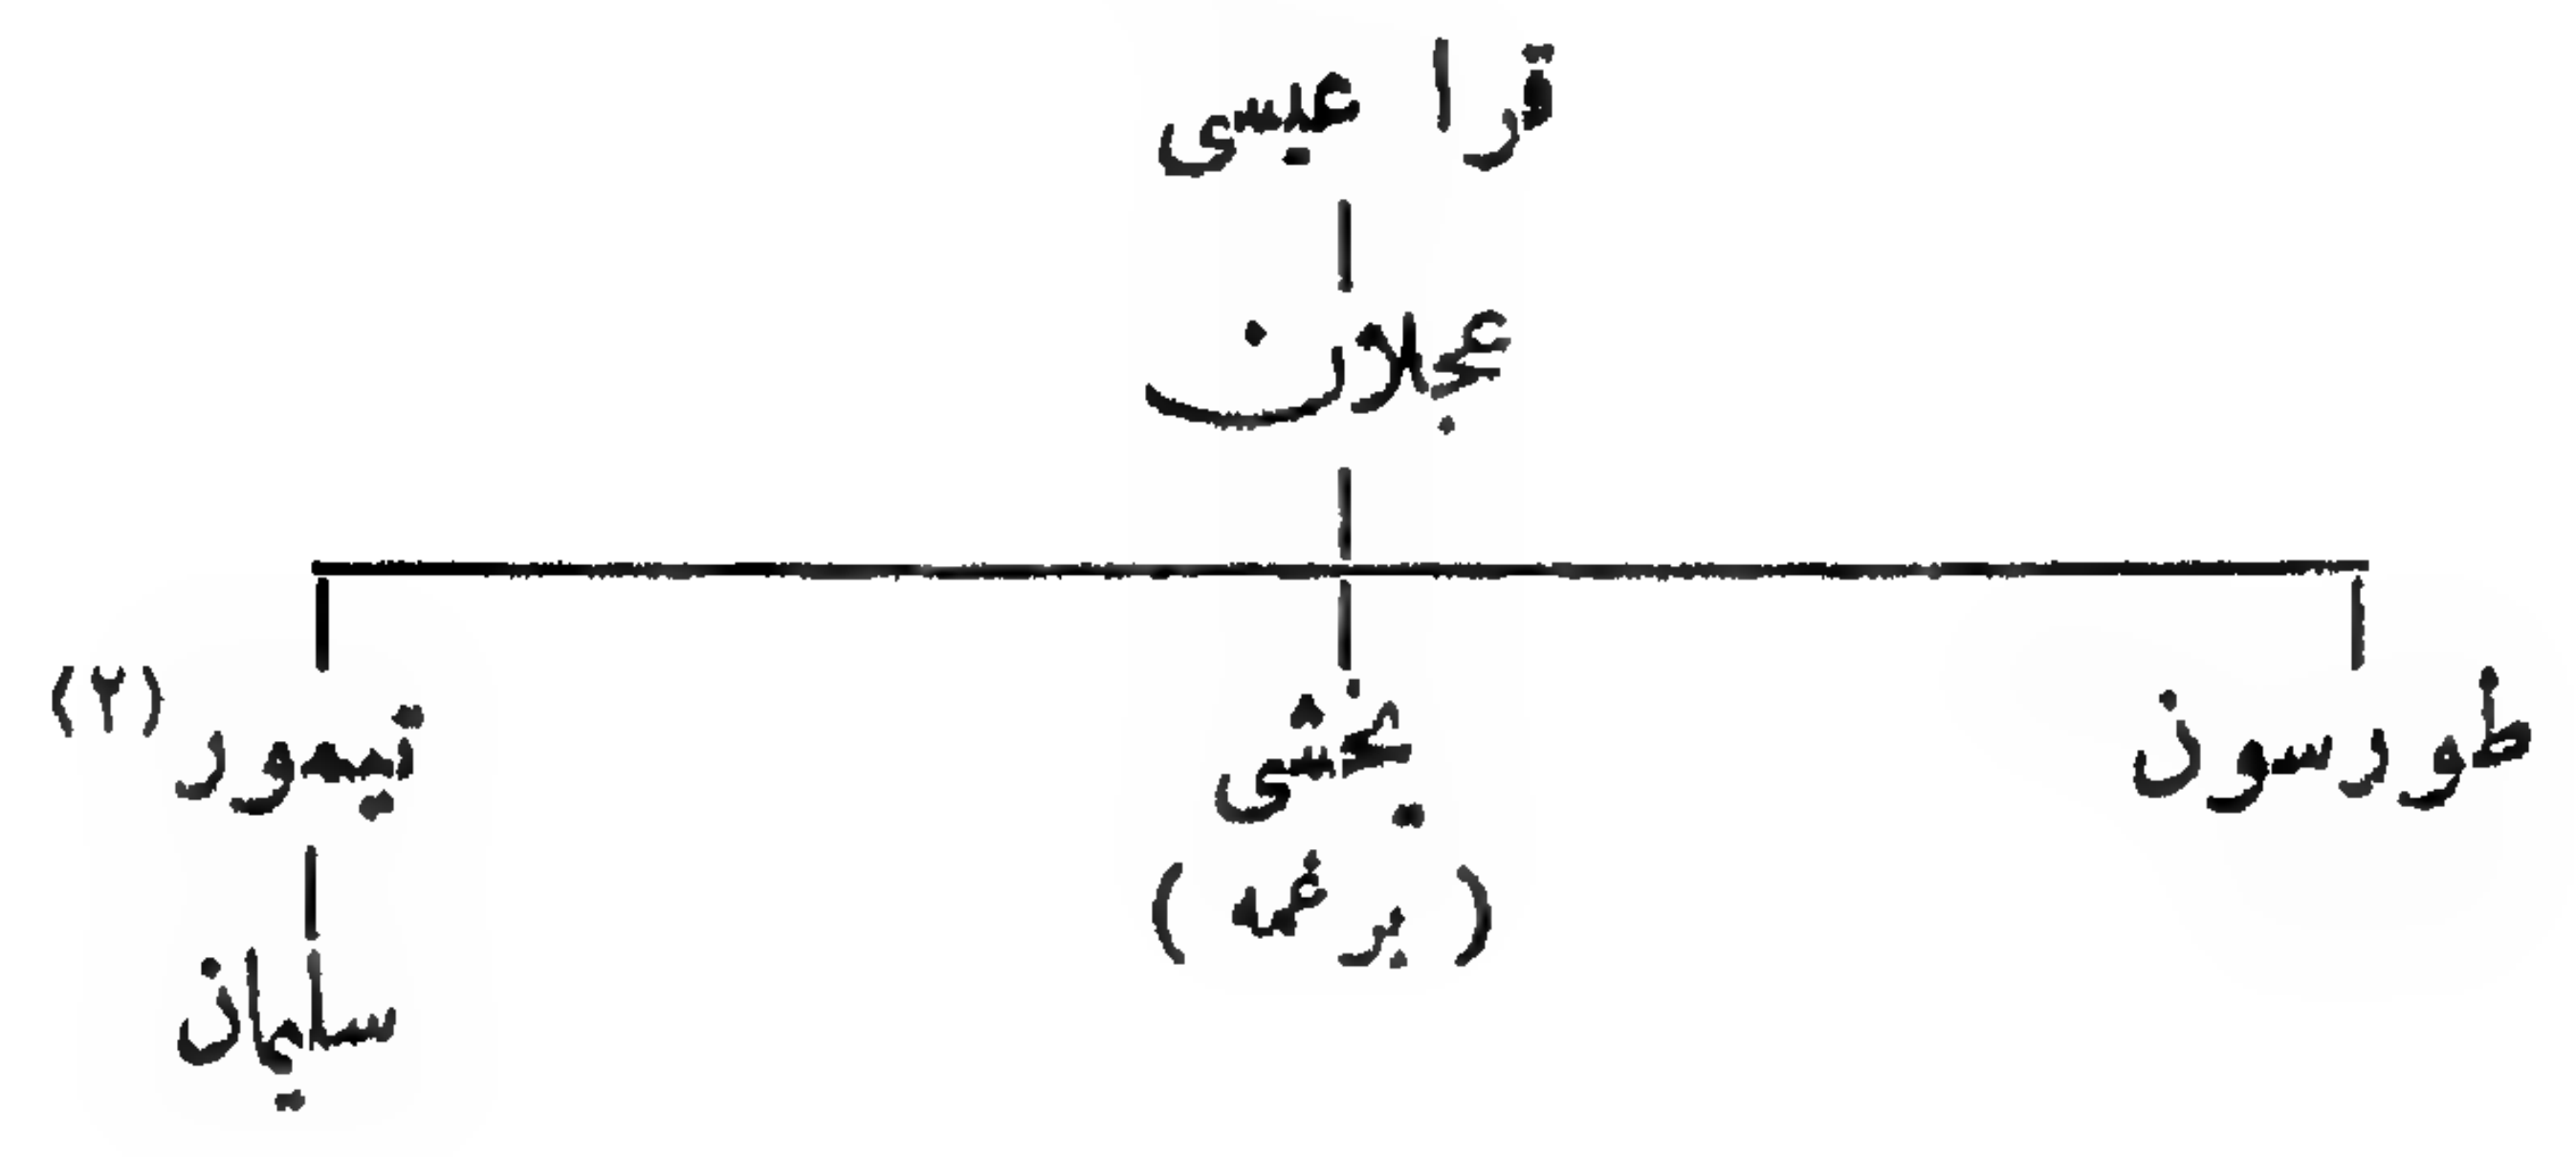 قرا عيسى
عجلان
طورسون
يخشى
(برغمه)
تيمور (٢)
سليمان